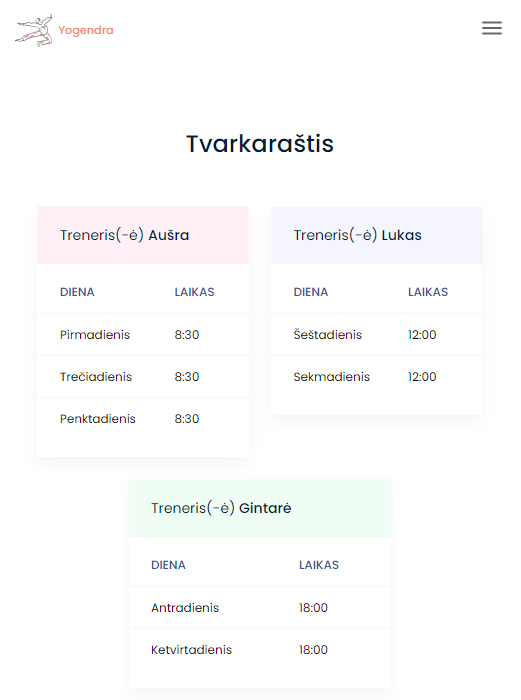 Yogendra
Tvarkaraštis
Treneris(-ė) Aušra
DIENA LAIKAS
Pirmadienis 8:30
Trečiadienis 8:30
Penktadienis 8:30
Treneris(-ė) Lukas
DIENA LAIKAS
Šeštadienis 12:00
Sekmadienis 12:00
Treneris(-ė) Gintarė
DIENA LAIKAS
Antradienis 18:00
Ketvirtadienis 18:00